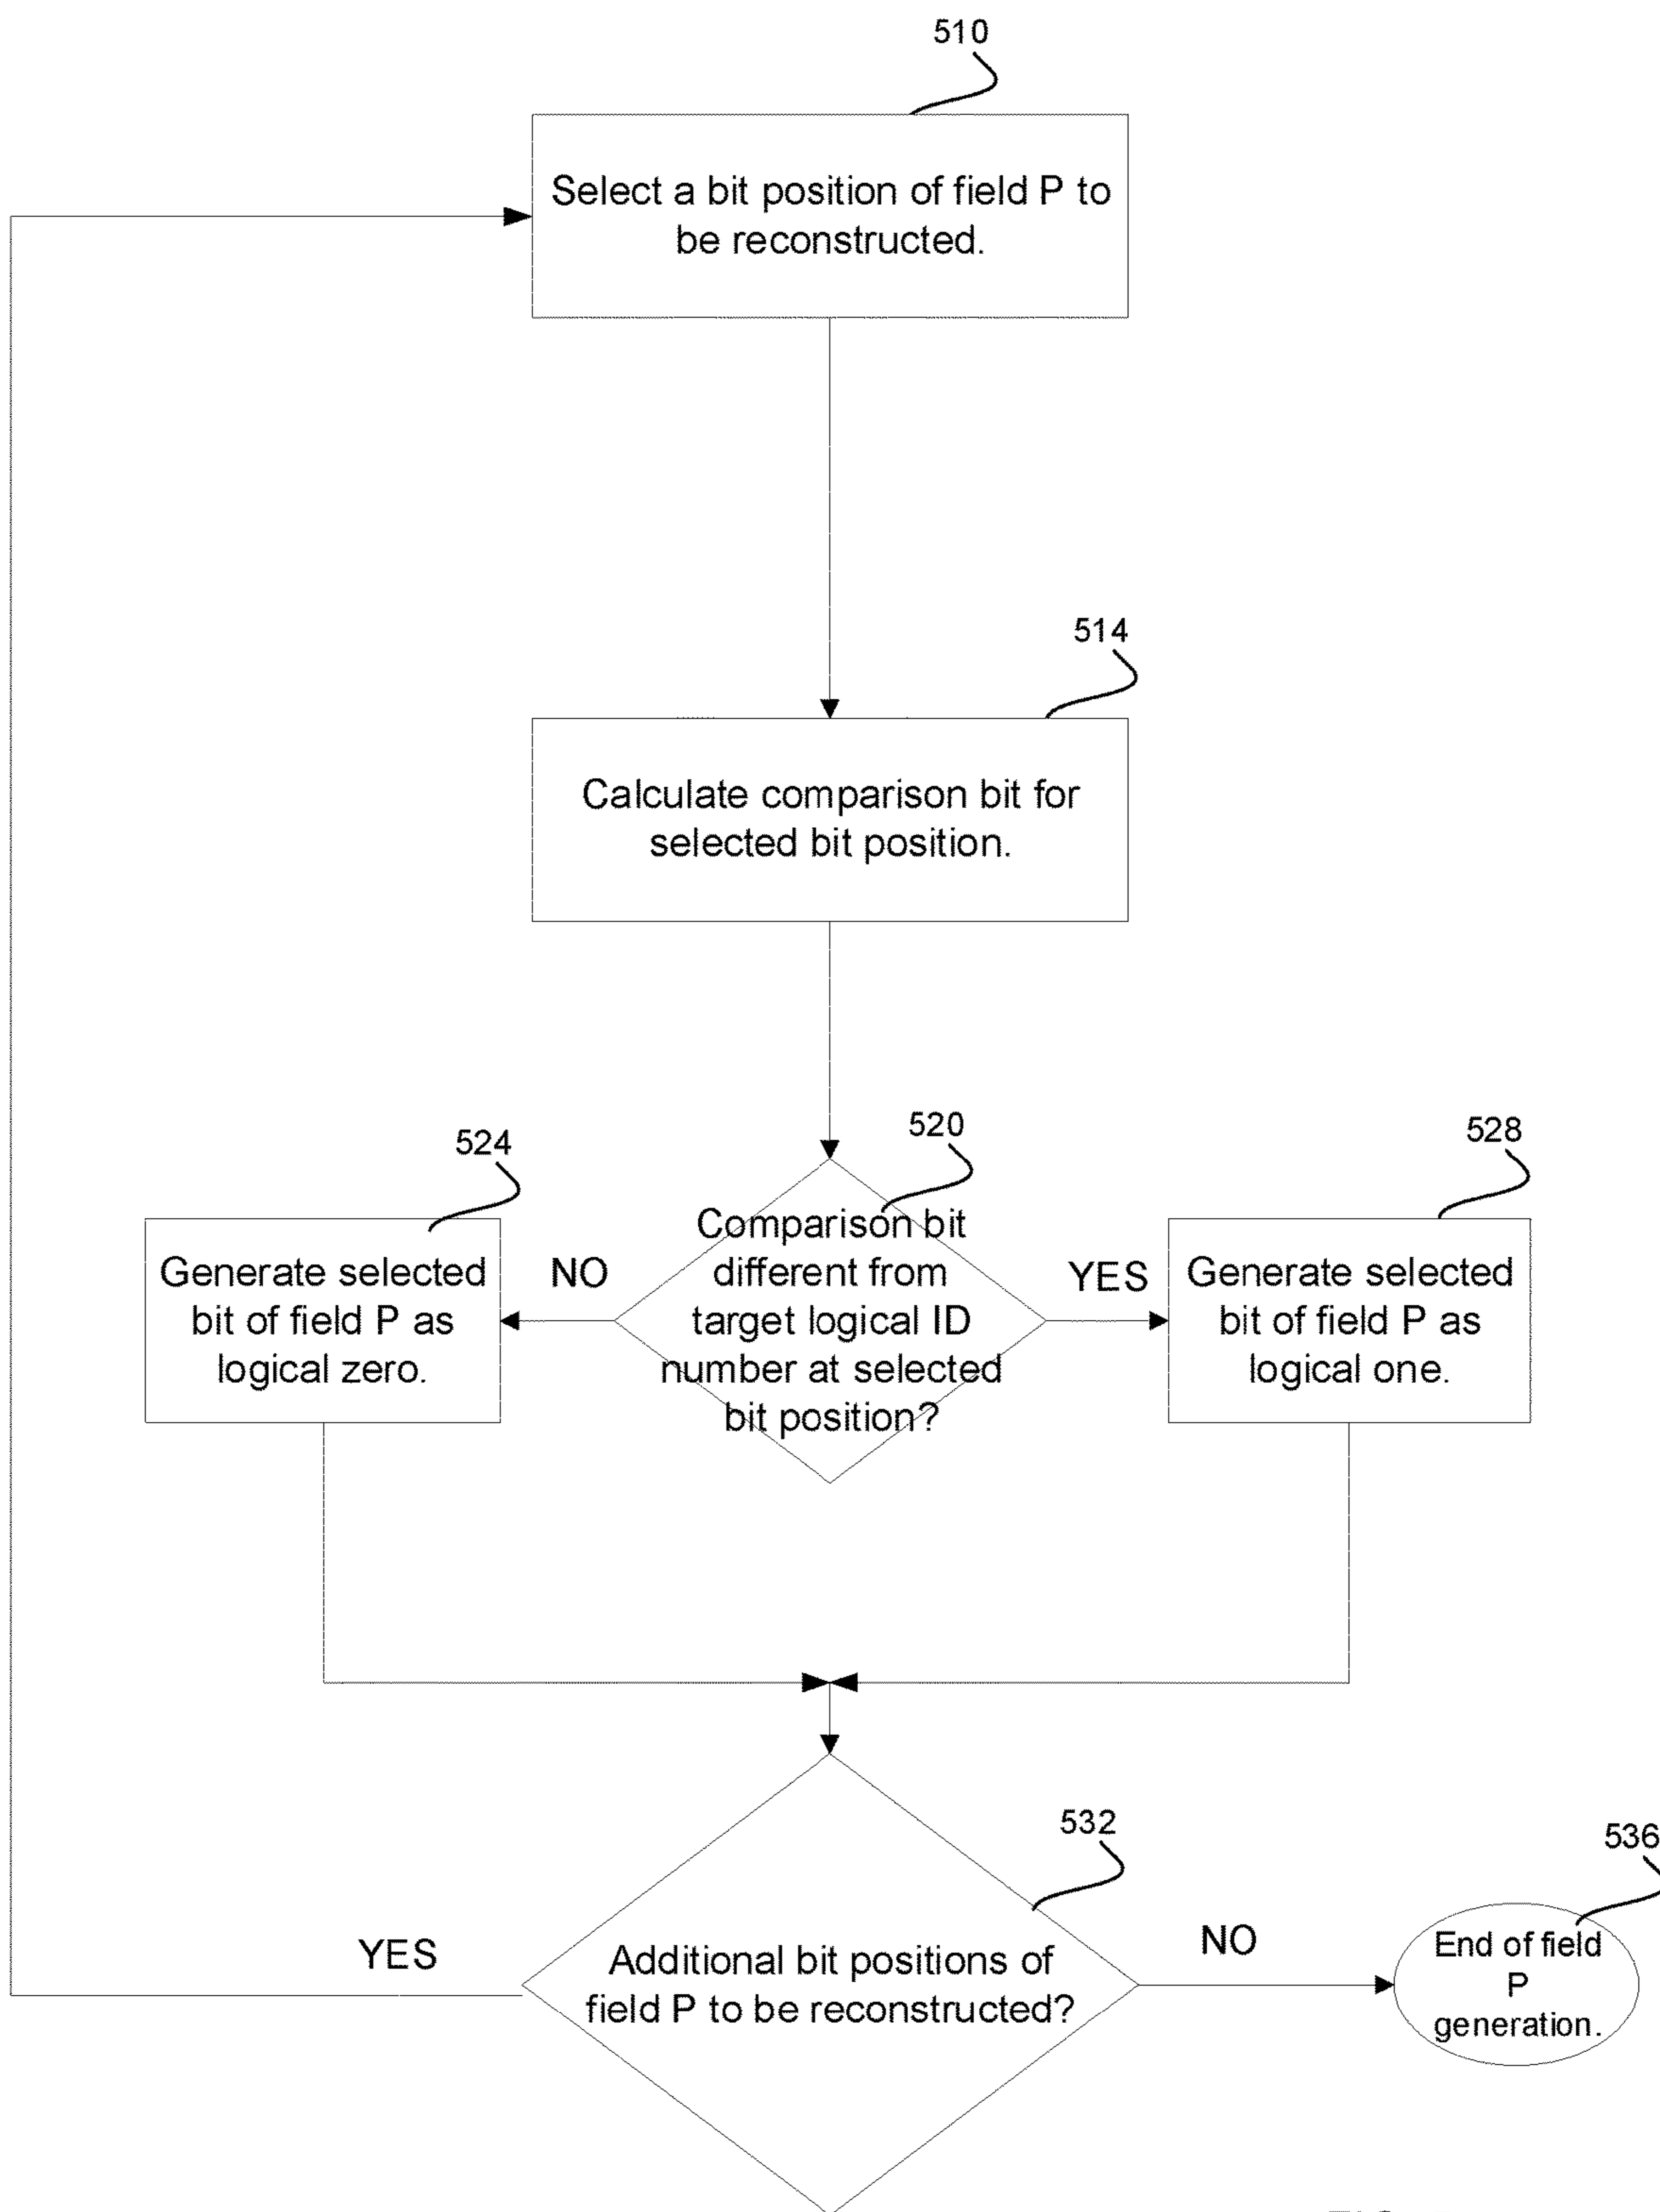 510
Select a bit position of field P to
be reconstructed.
514
Calculate comparison bit for
selected bit position.
520
524
528
Comparison bit
different from
target logical ID
number at selected
bit position?
NO
YES
Generate selected
bit of field P as
logical zero.
Generate selected
bit of field P as
logical one.
532
536
YES
Additional bit positions of
field P to be reconstructed?
NO
End of field
P
generation.